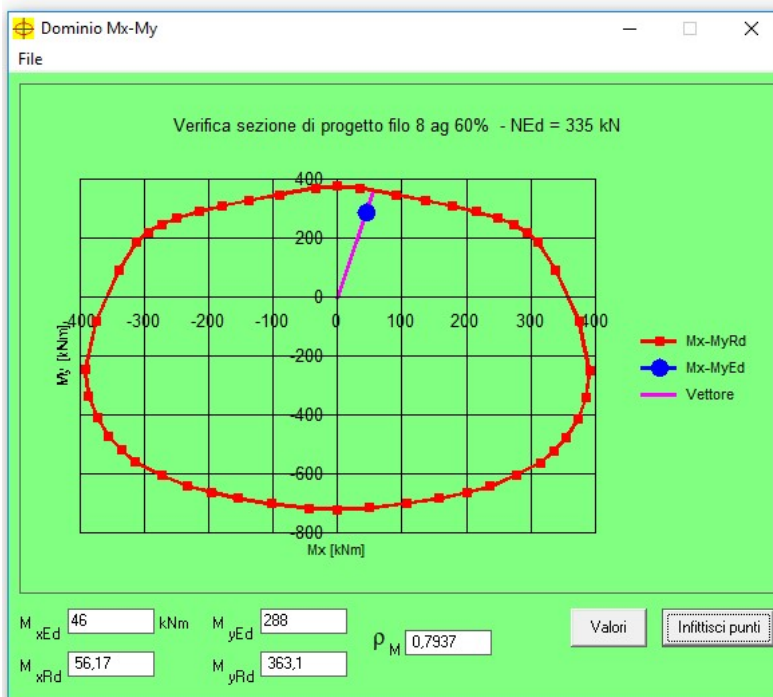 Dominio Mx-My
File
Verifica sezione di progetto filo 8 ag 60% - NEd = 335 kN
400
200
0
-400 -300 -200 -100 0 100 200 300 400
-200
-400
-600
-800
My [kNm]
Mx [kNm]
Mx-MyRd
Mx-MyEd
Vettore
M xEd 46 kNm M yEd 288
M xRd 56,17 M yRd 363,1
ρ M 0,7937
Valori
Infittisci punti